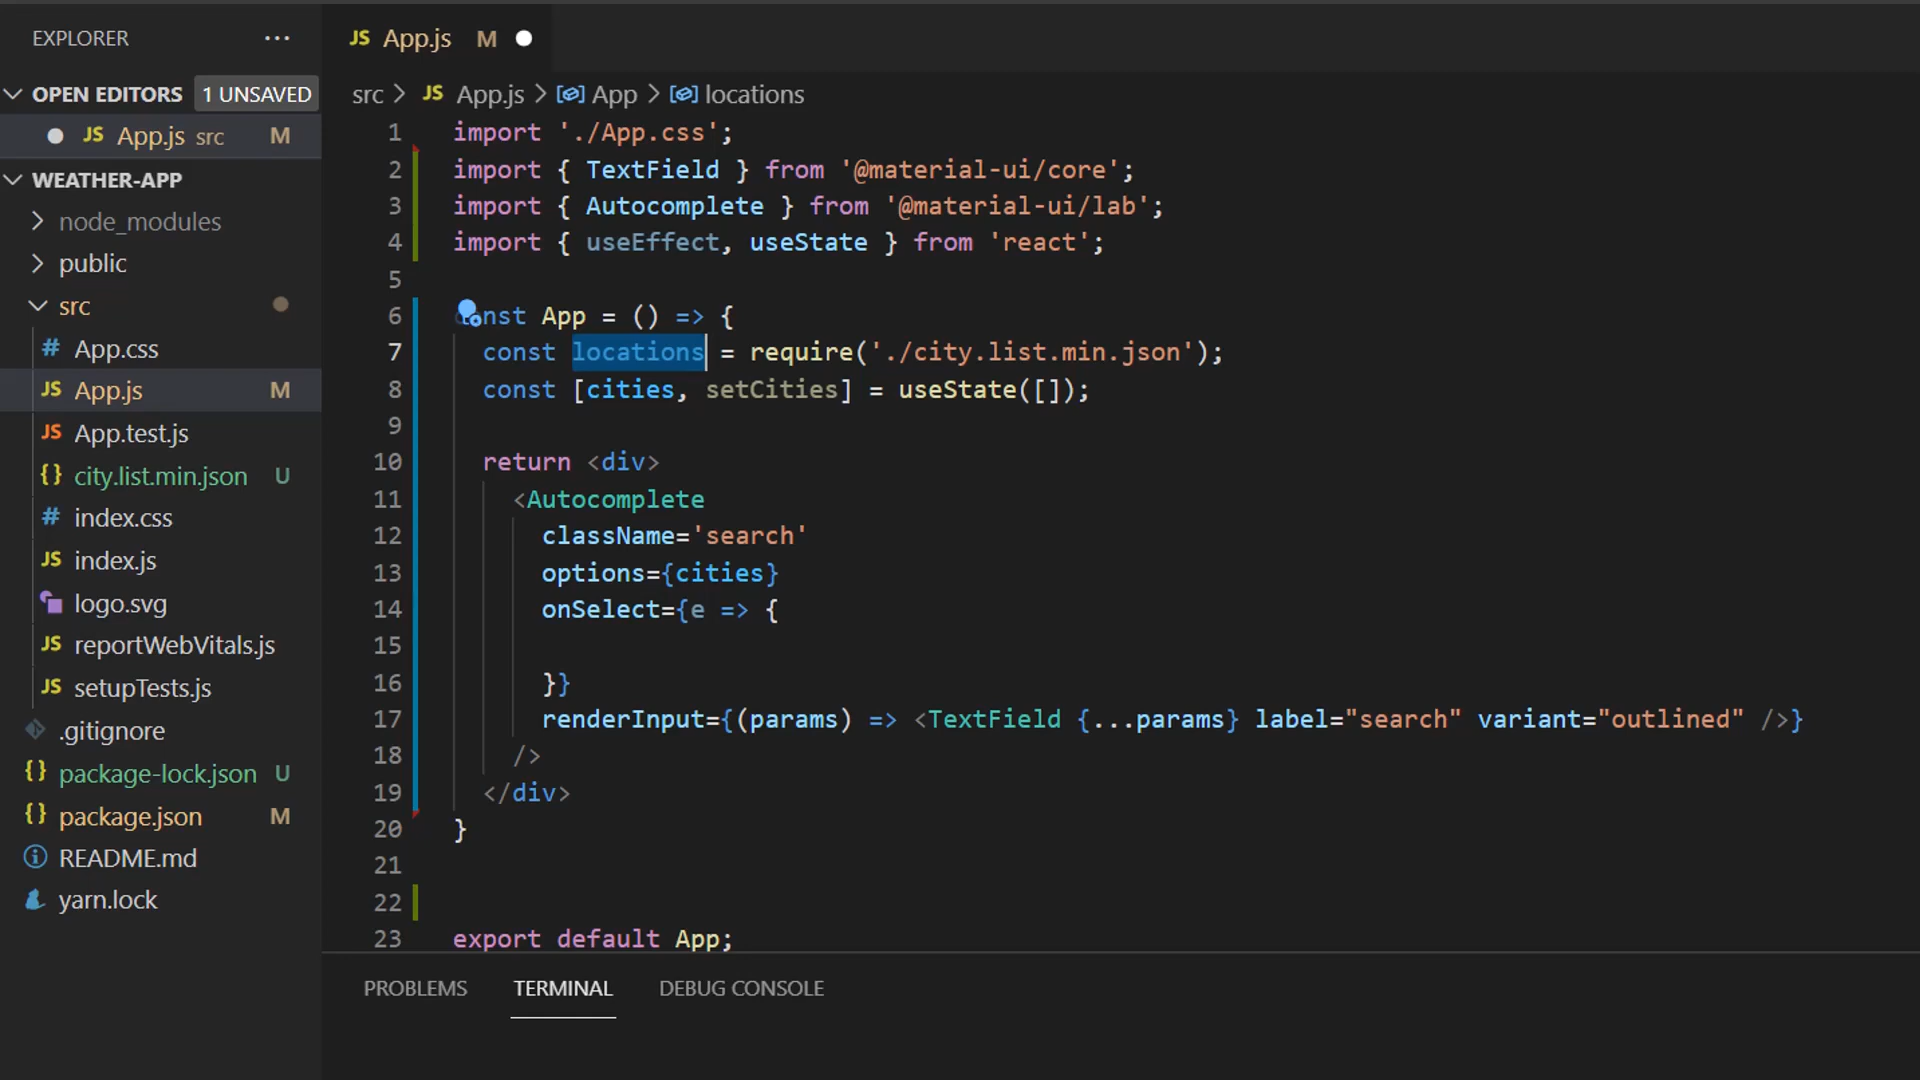 EXPLORER ...
OPEN EDITORS 1 UNSAVED
JS App.js src M
WEATHER-APP
node_modules
public
src
# App.css
JS App.js M
JS App.test.js
{} city.list.min.json U
# index.css
JS index.js
logo.svg
JS reportWebVitals.js
JS setupTests.js
.gitignore
{} package-lock.json U
{} package.json M
README.md
yarn.lock
JS App.js M
src > JS App.js > App > locations
1 import './App.css';
2 import { TextField } from '@material-ui/core';
3 import { Autocomplete } from '@material-ui/lab';
4 import { useEffect, useState } from 'react';
5
6 const App = () => {
7 const locations = require('./city.list.min.json');
8 const [cities, setCities] = useState([]);
9
10 return <div>
11 <Autocomplete
12 className='search'
13 options={cities}
14 onSelect={e => {
15
16 }}
17 renderInput={(params) => <TextField {...params} label="search" variant="outlined" />}
18 />
19 </div>
20 }
21
22
23 export default App;
PROBLEMS TERMINAL DEBUG CONSOLE